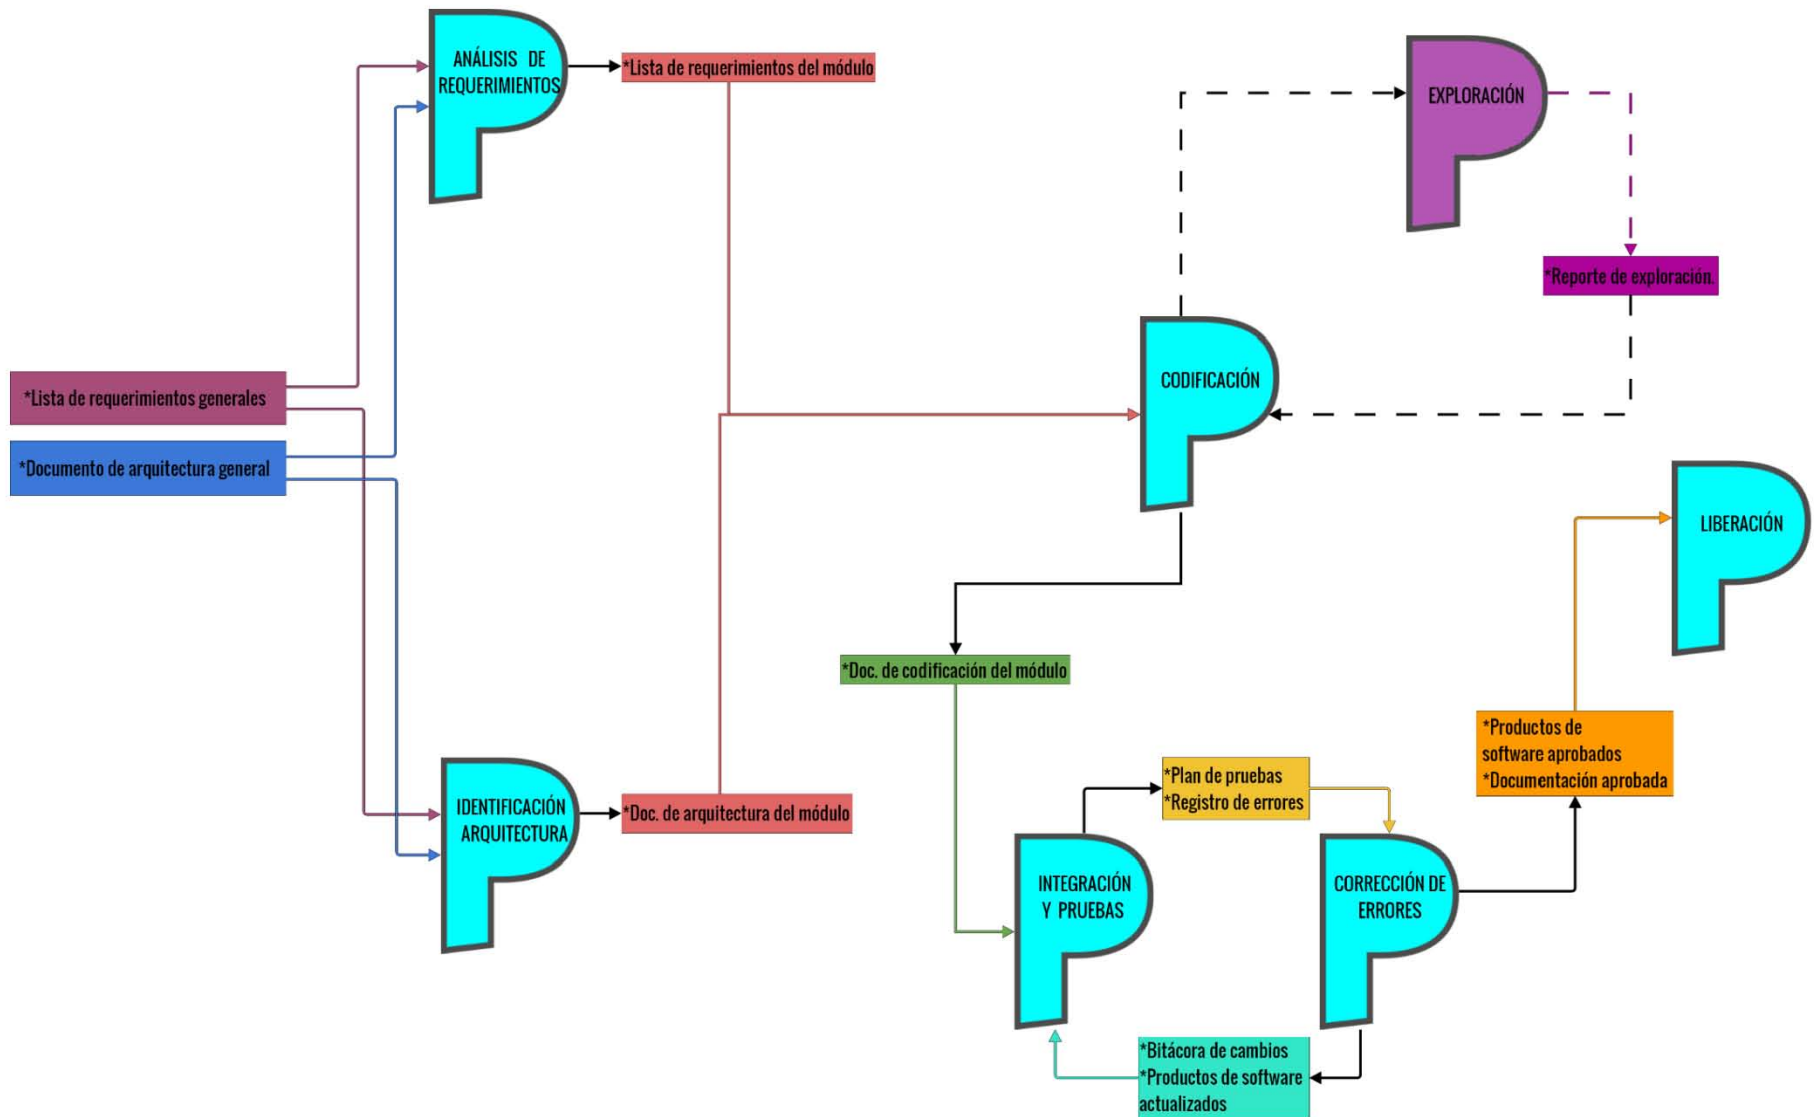 ANÁLISIS DE
REQUERIMIENTOS
*Lista de requerimientos del módulo
EXPLORACIÓN
*Reporte de exploración.
*Lista de requerimientos generales
*Documento de arquitectura general
CODIFICACIÓN
LIBERACIÓN
*Doc. de codificación del módulo
IDENTIFICACIÓN
ARQUITECTURA
*Doc. de arquitectura del módulo
*Plan de pruebas
*Registro de errores
*Productos de
software aprobados
*Documentación aprobada
INTEGRACIÓN
Y PRUEBAS
CORRECCIÓN DE
ERRORES
*Bitácora de cambios
*Productos de software
actualizados